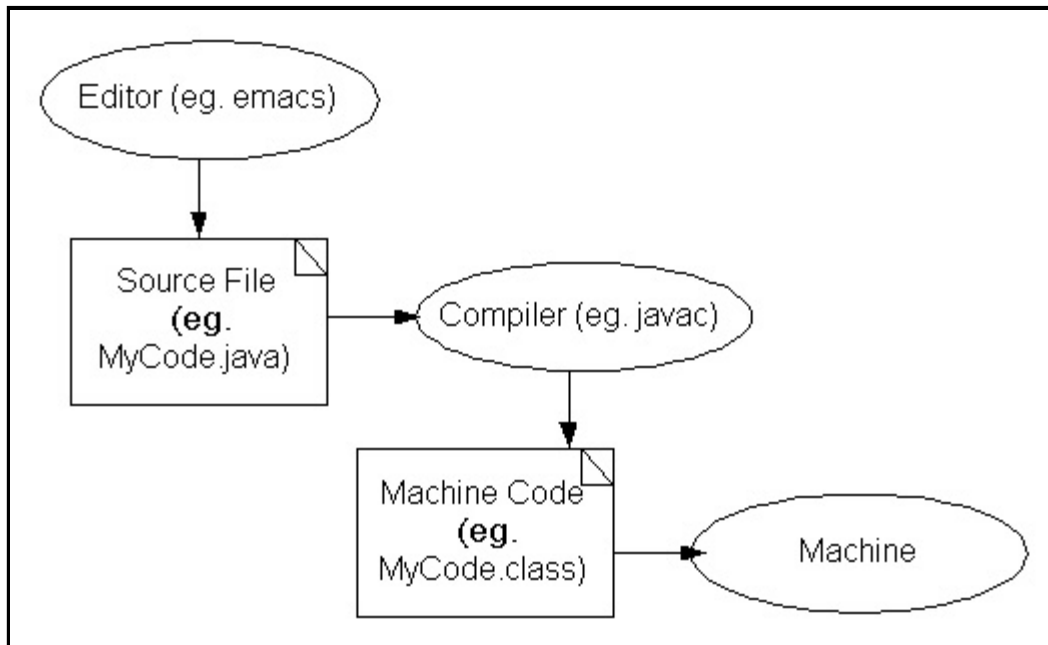 Editor (eg. emacs)
Source File
(eg.
MyCode.java)
Compiler (eg. javac)
Machine Code
(eg.
MyCode.class)
Machine